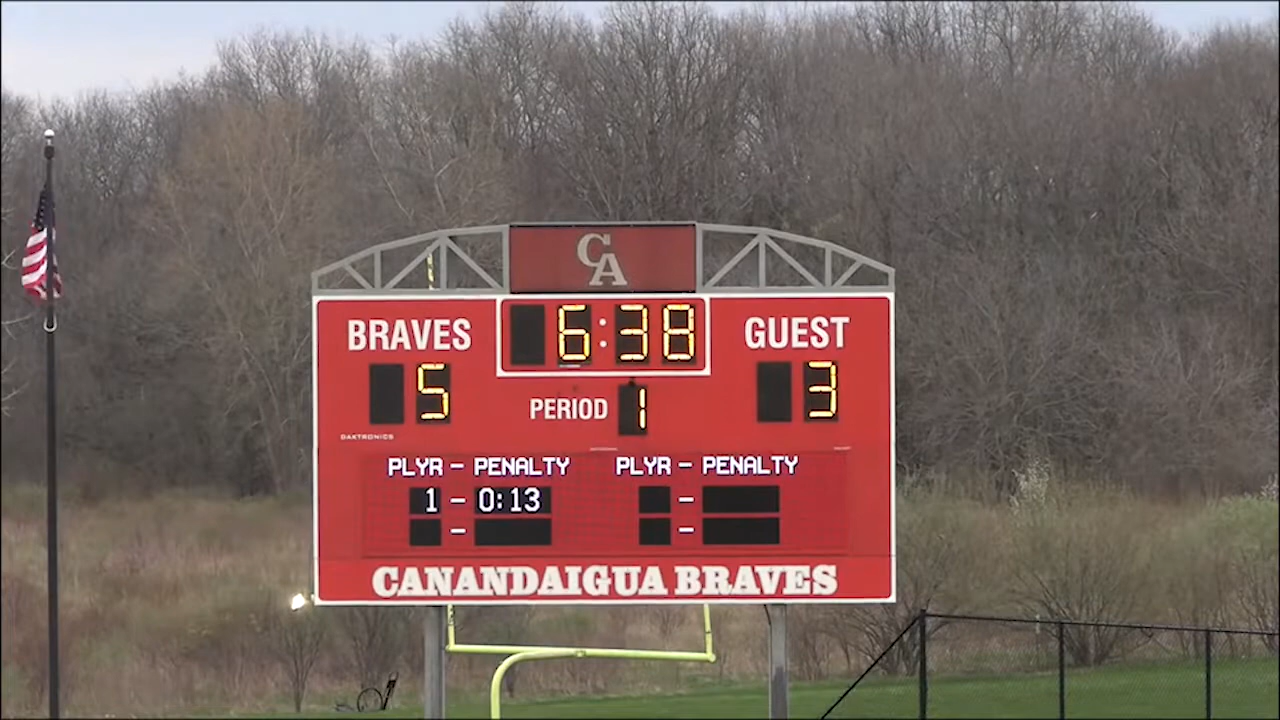 CA
BRAVES 6:38 GUEST
5 PERIOD 1 3
DAKTRONICS
PLYR - PENALTY PLYR - PENALTY
1 - 0:13 -
- -
CANANDAIGUA BRAVES